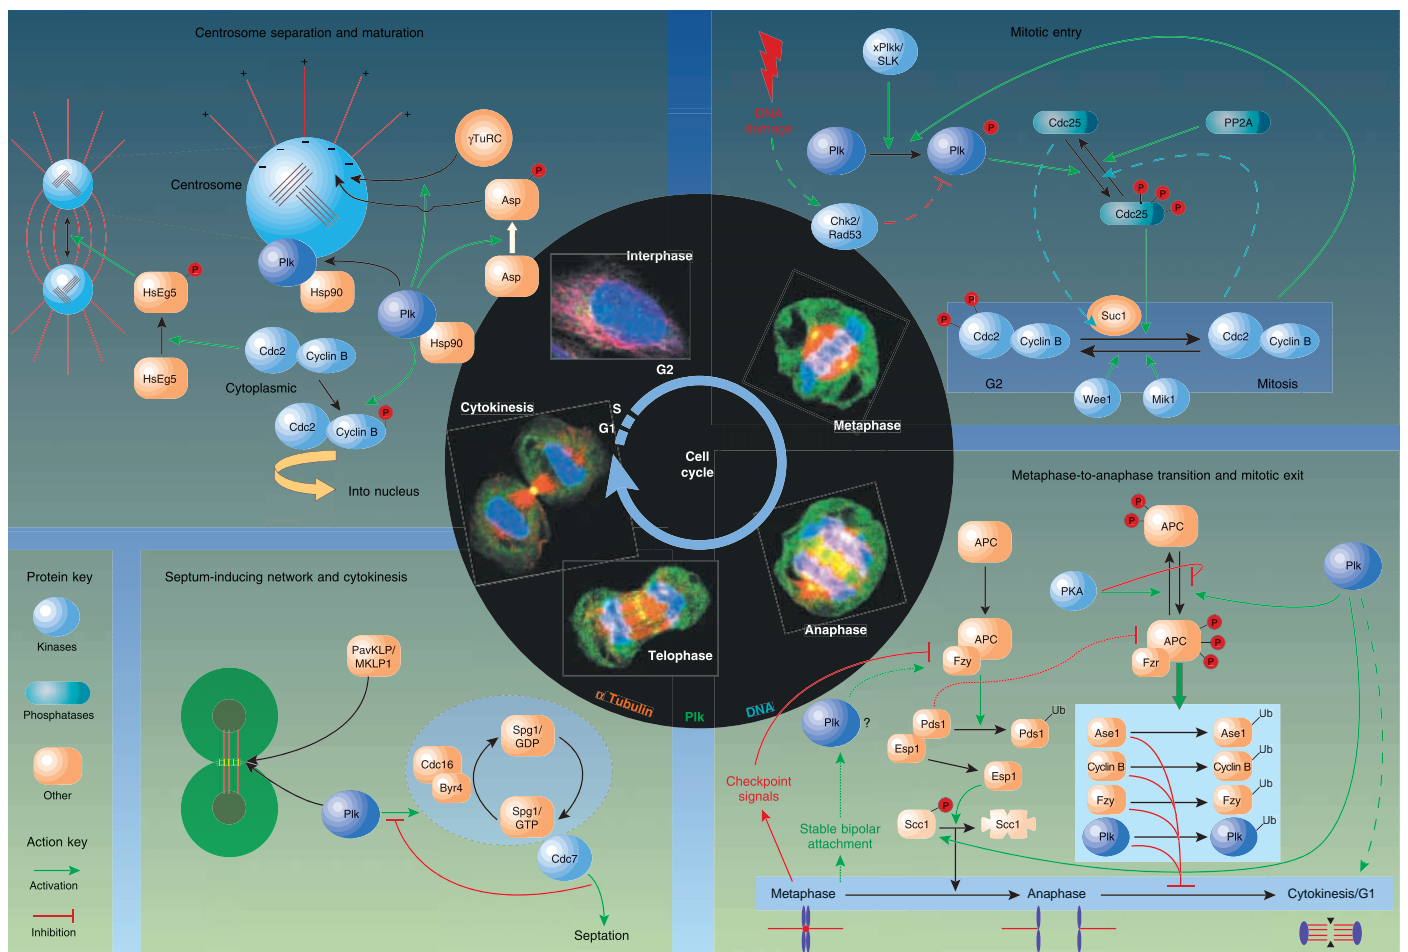 Centrosome separation and maturation
+
+
+
+
+
-
-
-
-
-
γTuRC
P
Asp
Asp
Centrosome
Plk
Hsp90
Plk
Hsp90
P
HsEg5
HsEg5
Cdc2
Cyclin B
Cytoplasmic
P
Cdc2
Cyclin B
Into nucleus
Mitotic entry
xPlkk/
SLK
DNA
damage
Plk
P
Plk
Cdc25
PP2A
P
P
P
Cdc25
Chk2/
Rad53
P
P
Cdc2
Cyclin B
Suc1
Cdc2
Cyclin B
G2
Wee1
Mik1
Mitosis
Interphase
Metaphase
Anaphase
Telophase
Cytokinesis
G2
S
G1
Cell
cycle
α Tubulin
Plk
DNA
Protein key
Kinases
Phosphatases
Other
Action key
Activation
Inhibition
Septum-inducing network and cytokinesis
PavKLP/
MKLP1
Plk
Cdc16
Byr4
Spg1/
GDP
Spg1/
GTP
Cdc7
Septation
Metaphase-to-anaphase transition and mitotic exit
APC
P
P
APC
Plk
PKA
APC
Fzy
APC
Fzr
P
P
P
Plk
?
Pds1
Esp1
Pds1
Ub
Esp1
P
Scc1
Scc1
Checkpoint
signals
Stable bipolar
attachment
Ase1
Ase1
Ub
Cyclin B
Cyclin B
Ub
Fzy
Fzy
Ub
Plk
Plk
Ub
Metaphase
Anaphase
Cytokinesis/G1